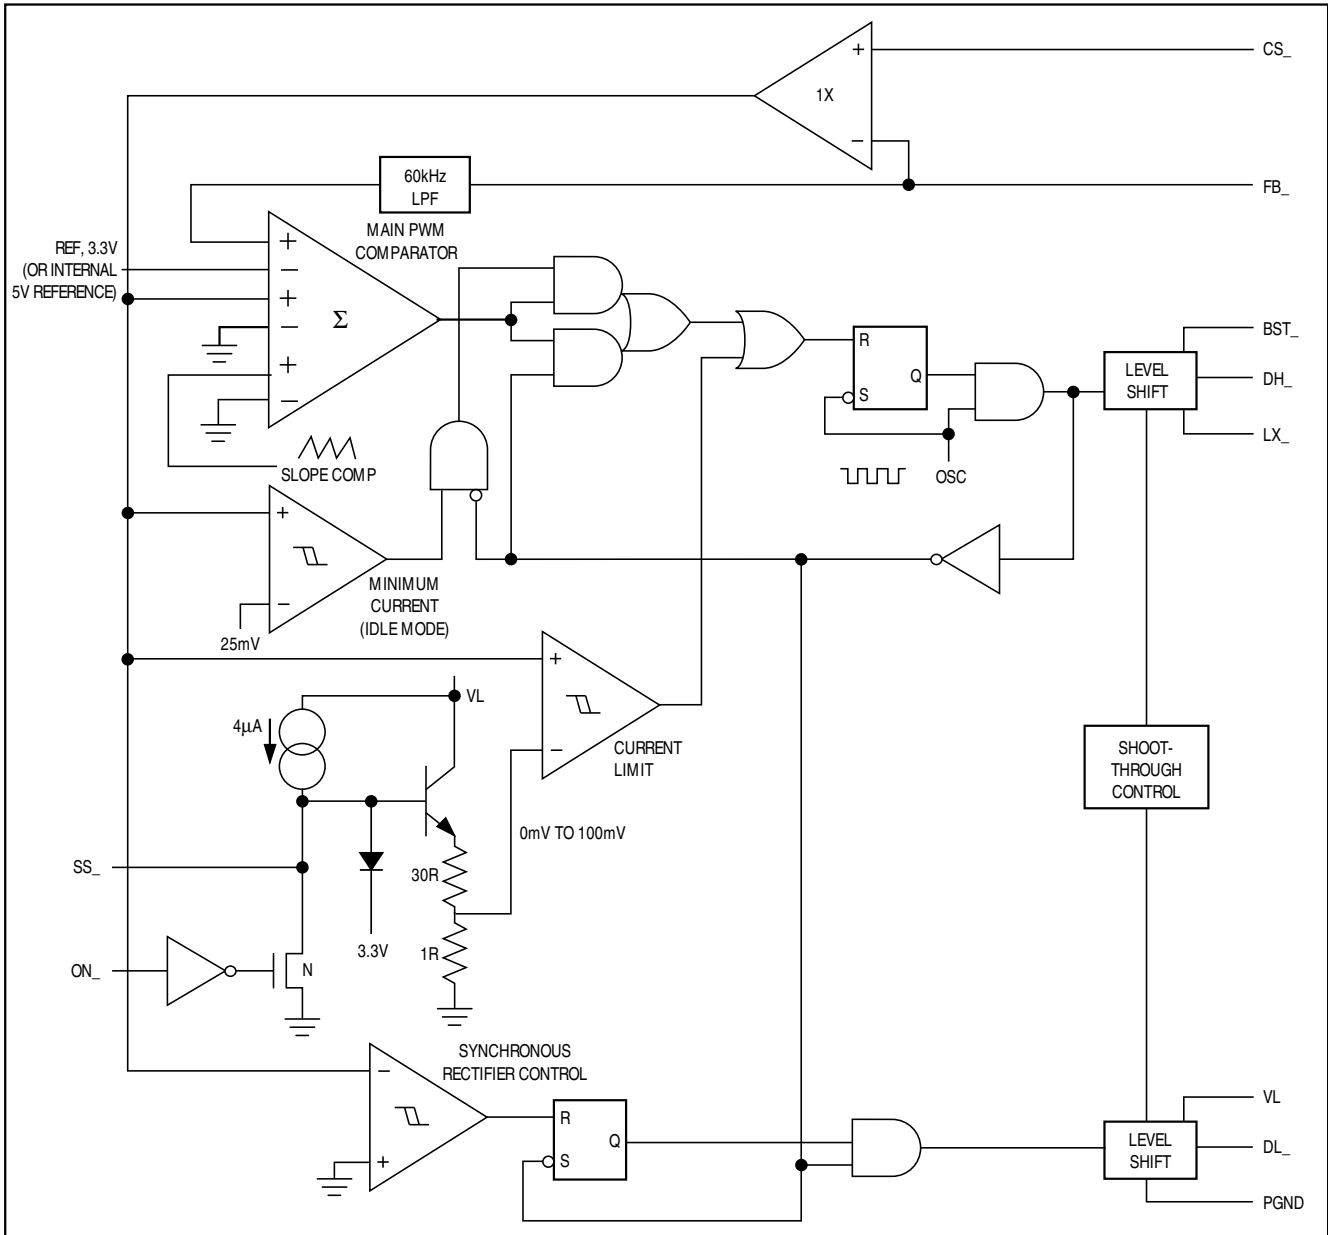 CS_
+
1X
−
60kHz
LPF
FB_
MAIN PWM
COMPARATOR
REF, 3.3V
(OR INTERNAL
5V REFERENCE)
+
−
+
−
+
−
Σ
SLOPE COMP
R
Q
S
OSC
LEVEL
SHIFT
BST_
DH_
LX_
+
−
25mV
MINIMUM
CURRENT
(IDLE MODE)
+
−
CURRENT
LIMIT
VL
4μA
0mV TO 100mV
30R
1R
3.3V
SS_
ON_
N
SHOOT-
THROUGH
CONTROL
SYNCHRONOUS
RECTIFIER CONTROL
−
+
R
Q
S
LEVEL
SHIFT
VL
DL_
PGND